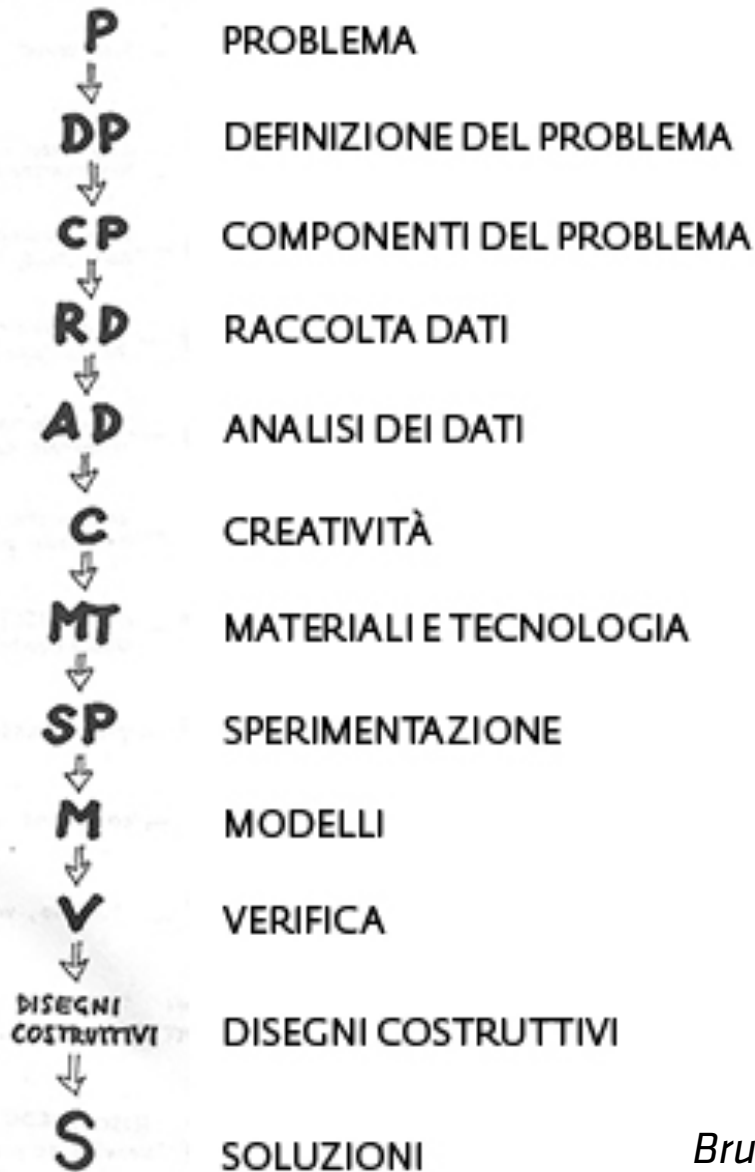 P PROBLEMA
DP DEFINIZIONE DEL PROBLEMA
CP COMPONENTI DEL PROBLEMA
RD RACCOLTA DATI
AD ANALISI DEI DATI
C CREATIVITÀ
MT MATERIALI E TECNOLOGIA
SP SPERIMENTAZIONE
M MODELLI
V VERIFICA
DISEGNI
COSTRUTTIVI DISEGNI COSTRUTTIVI
S SOLUZIONI
Bru